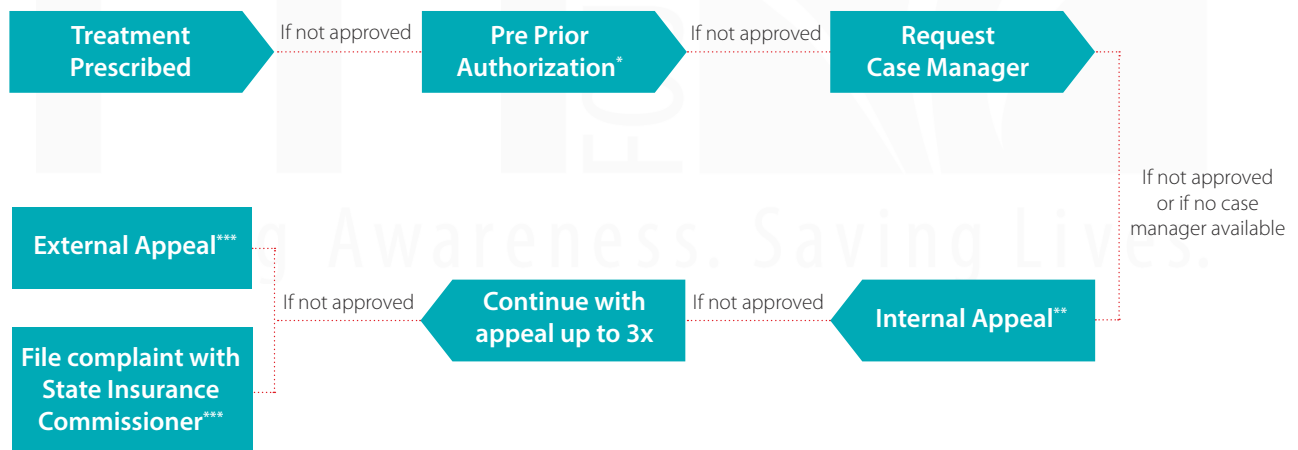 Treatment
Prescribed
If not approved
Pre Prior
Authorization*
If not approved
Request
Case Manager
If not approved
or if no case
manager available
Internal Appeal**
If not approved
Continue with
appeal up to 3x
If not approved
External Appeal***
File complaint with
State Insurance
Commissioner***
g Awareness. Saving Lives.
FO